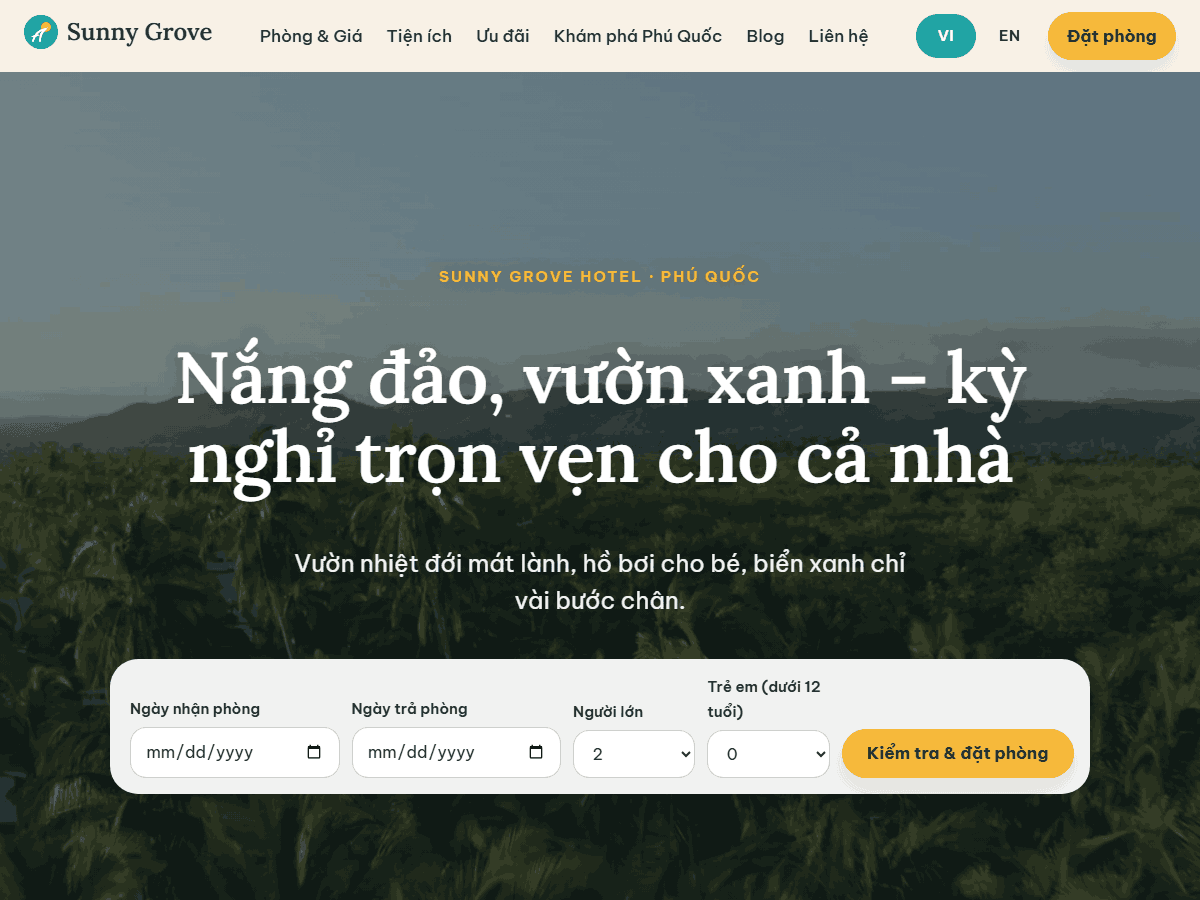 Sunny Grove
Phòng & Giá
Tiện ích
Ưu đãi
Khám phá Phú Quốc
Blog
Liên hệ
VI
EN
Đặt phòng
SUNNY GROVE HOTEL · PHÚ QUỐC
Nắng đảo, vườn xanh – kỳ
nghỉ trọn vẹn cho cả nhà
Vườn nhiệt đới mát lành, hồ bơi cho bé, biển xanh chỉ
vài bước chân.
Ngày nhận phòng
mm/dd/yyyy
Ngày trả phòng
mm/dd/yyyy
Người lớn
2
Trẻ em (dưới 12
tuổi)
0
Kiểm tra & đặt phòng